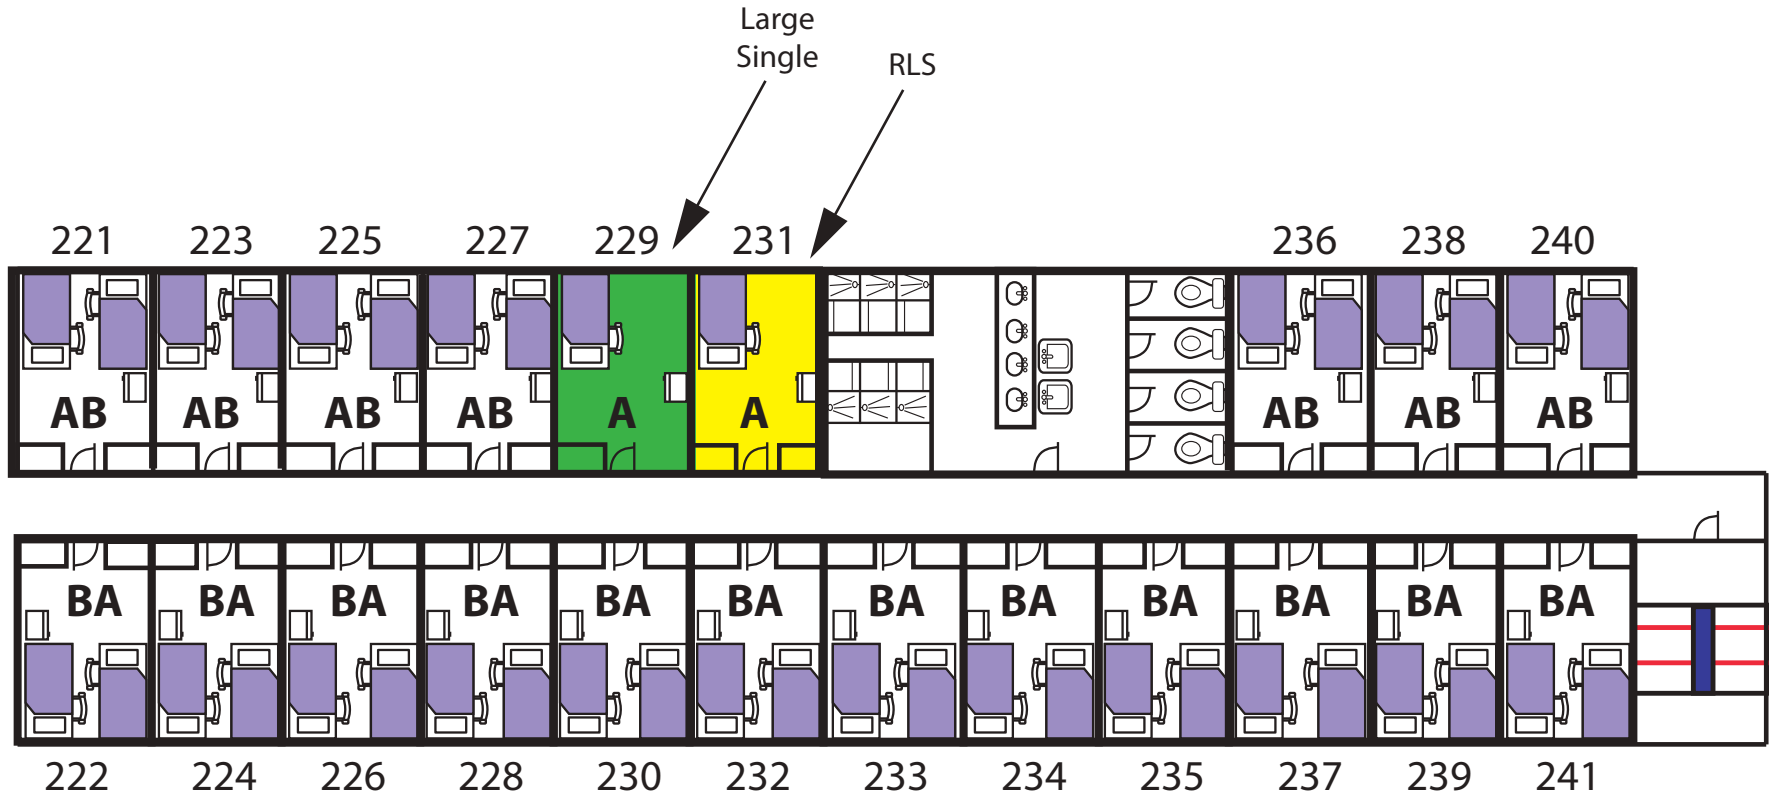 Large
Single
RLS
221 223 225 227 229 231 236 238 240
AB AB AB AB A A AB AB AB
BA BA BA BA BA BA BA BA BA BA BA BA
222 224 226 228 230 232 233 234 235 237 239 241